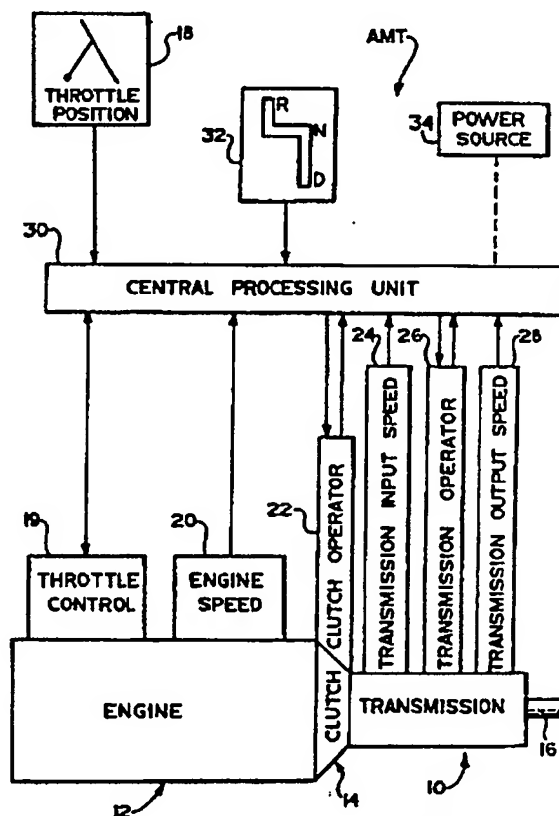 18
AMT
THROTTLE
POSITION
32
R
N
D
34
POWER
SOURCE
30
CENTRAL PROCESSING UNIT
19
THROTTLE
CONTROL
20
ENGINE
SPEED
22
CLUTCH OPERATOR
24
TRANSMISSION INPUT SPEED
26
TRANSMISSION OPERATOR
28
TRANSMISSION OUTPUT SPEED
ENGINE
CLUTCH
TRANSMISSION
16
12
14
10